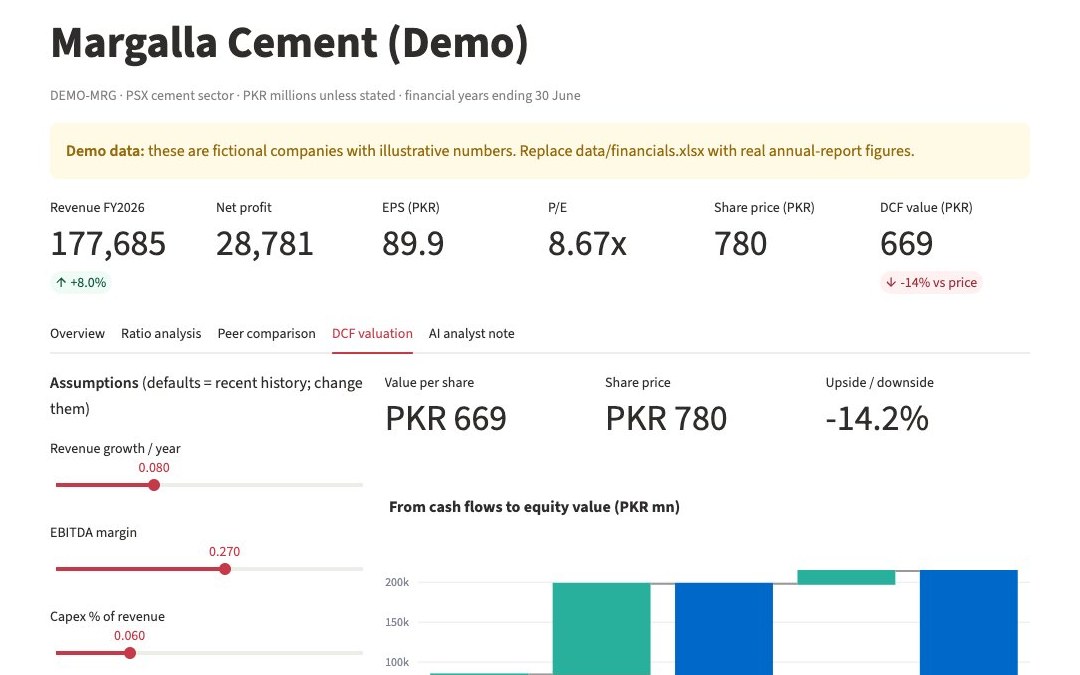 Margalla Cement (Demo)
DEMO-MRG · PSX cement sector · PKR millions unless stated · financial years ending 30 June
Demo data: these are fictional companies with illustrative numbers. Replace data/financials.xlsx with real annual-report figures.
Revenue FY2026
177,685
↑ +8.0%
Net profit
28,781
EPS (PKR)
89.9
P/E
8.67x
Share price (PKR)
780
DCF value (PKR)
669
↓ -14% vs price
Overview
Ratio analysis
Peer comparison
DCF valuation
AI analyst note
Assumptions (defaults = recent history; change
them)
Revenue growth / year
0.080
EBITDA margin
0.270
Capex % of revenue
0.060
Value per share
PKR 669
Share price
PKR 780
Upside / downside
-14.2%
From cash flows to equity value (PKR mn)
200k
150k
100k